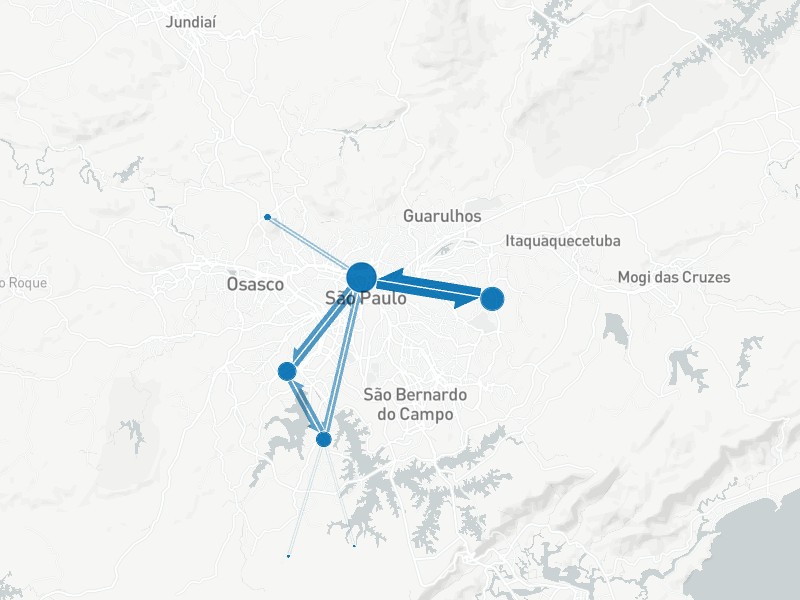 Jundiaí
Guarulhos
Itaquaquecetuba
Mogi das Cruzes
o Roque
Osasco
São Paulo
São Bernardo
do Campo